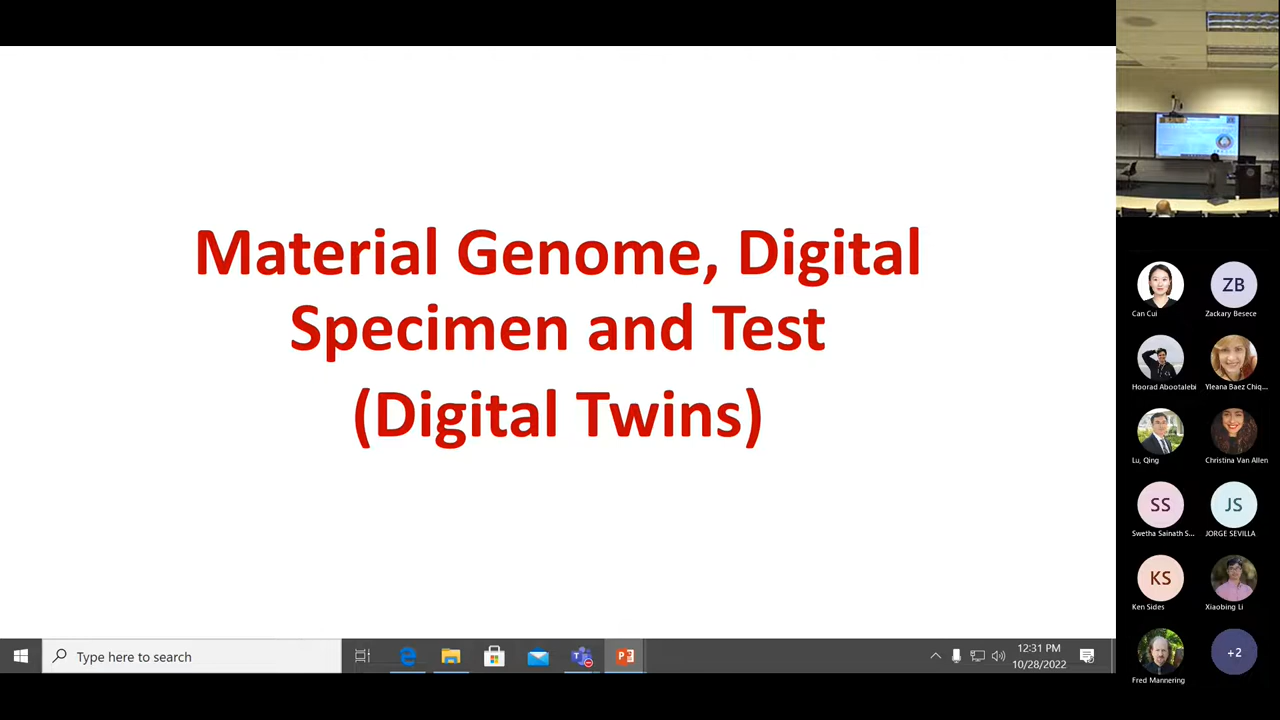 Material Genome, Digital
Specimen and Test
(Digital Twins)
Can Cui
ZB
Zackary Besece
Hoorad Abootalebi
Yleana Baez Chiq...
Lu, Qing
Christina Van Allen
SS
Swetha Sainath S...
JS
JORGE SEVILLA
KS
Ken Sides
Xiaobing Li
Fred Mannering
+2
Type here to search
12:31 PM
10/28/2022